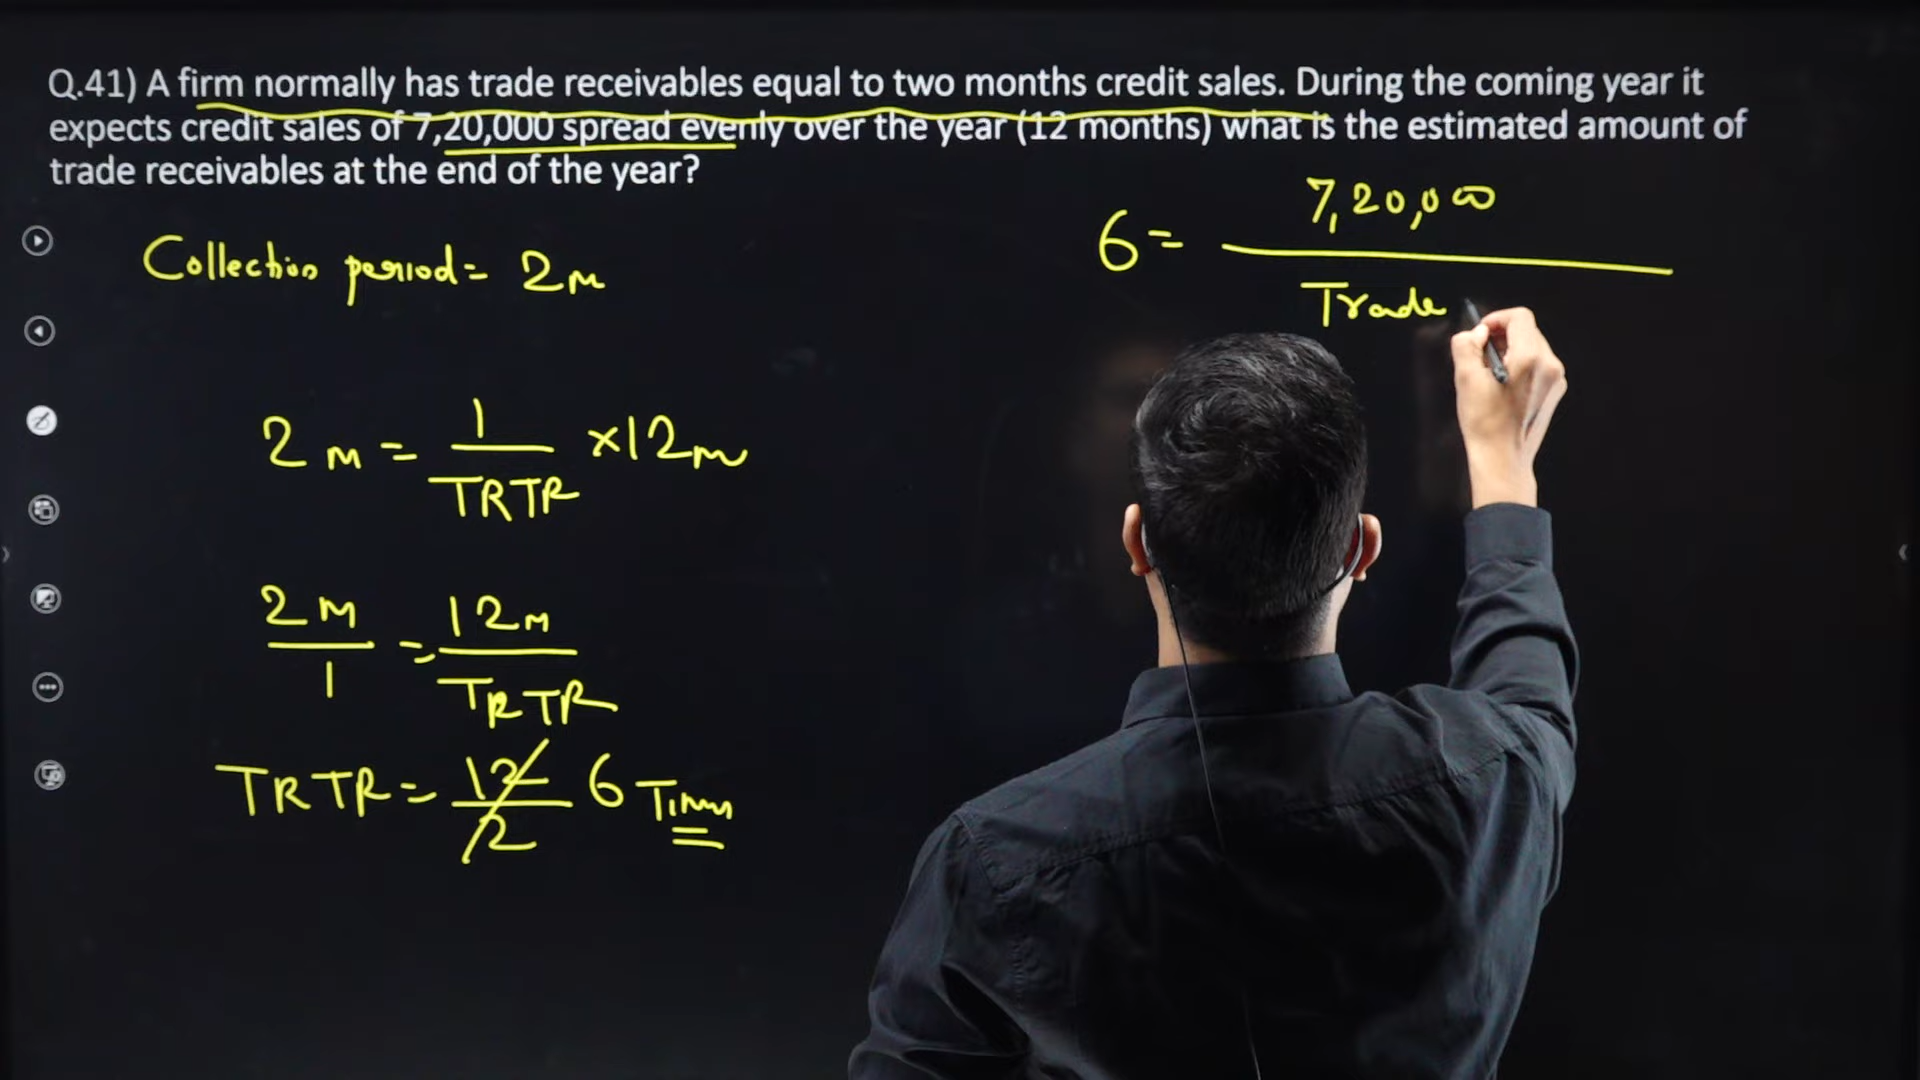 Q.41) A firm normally has trade receivables equal to two months credit sales. During the coming year it
expects credit sales of 7,20,000 spread evenly over the year (12 months) what is the estimated amount of
trade receivables at the end of the year?
Collection period = 2m
2m = 1/TRTR ×12m
2m/1 = 12m/TRTR
TRTR = 12/2 6 Times
6 = 7,20,000
Trade